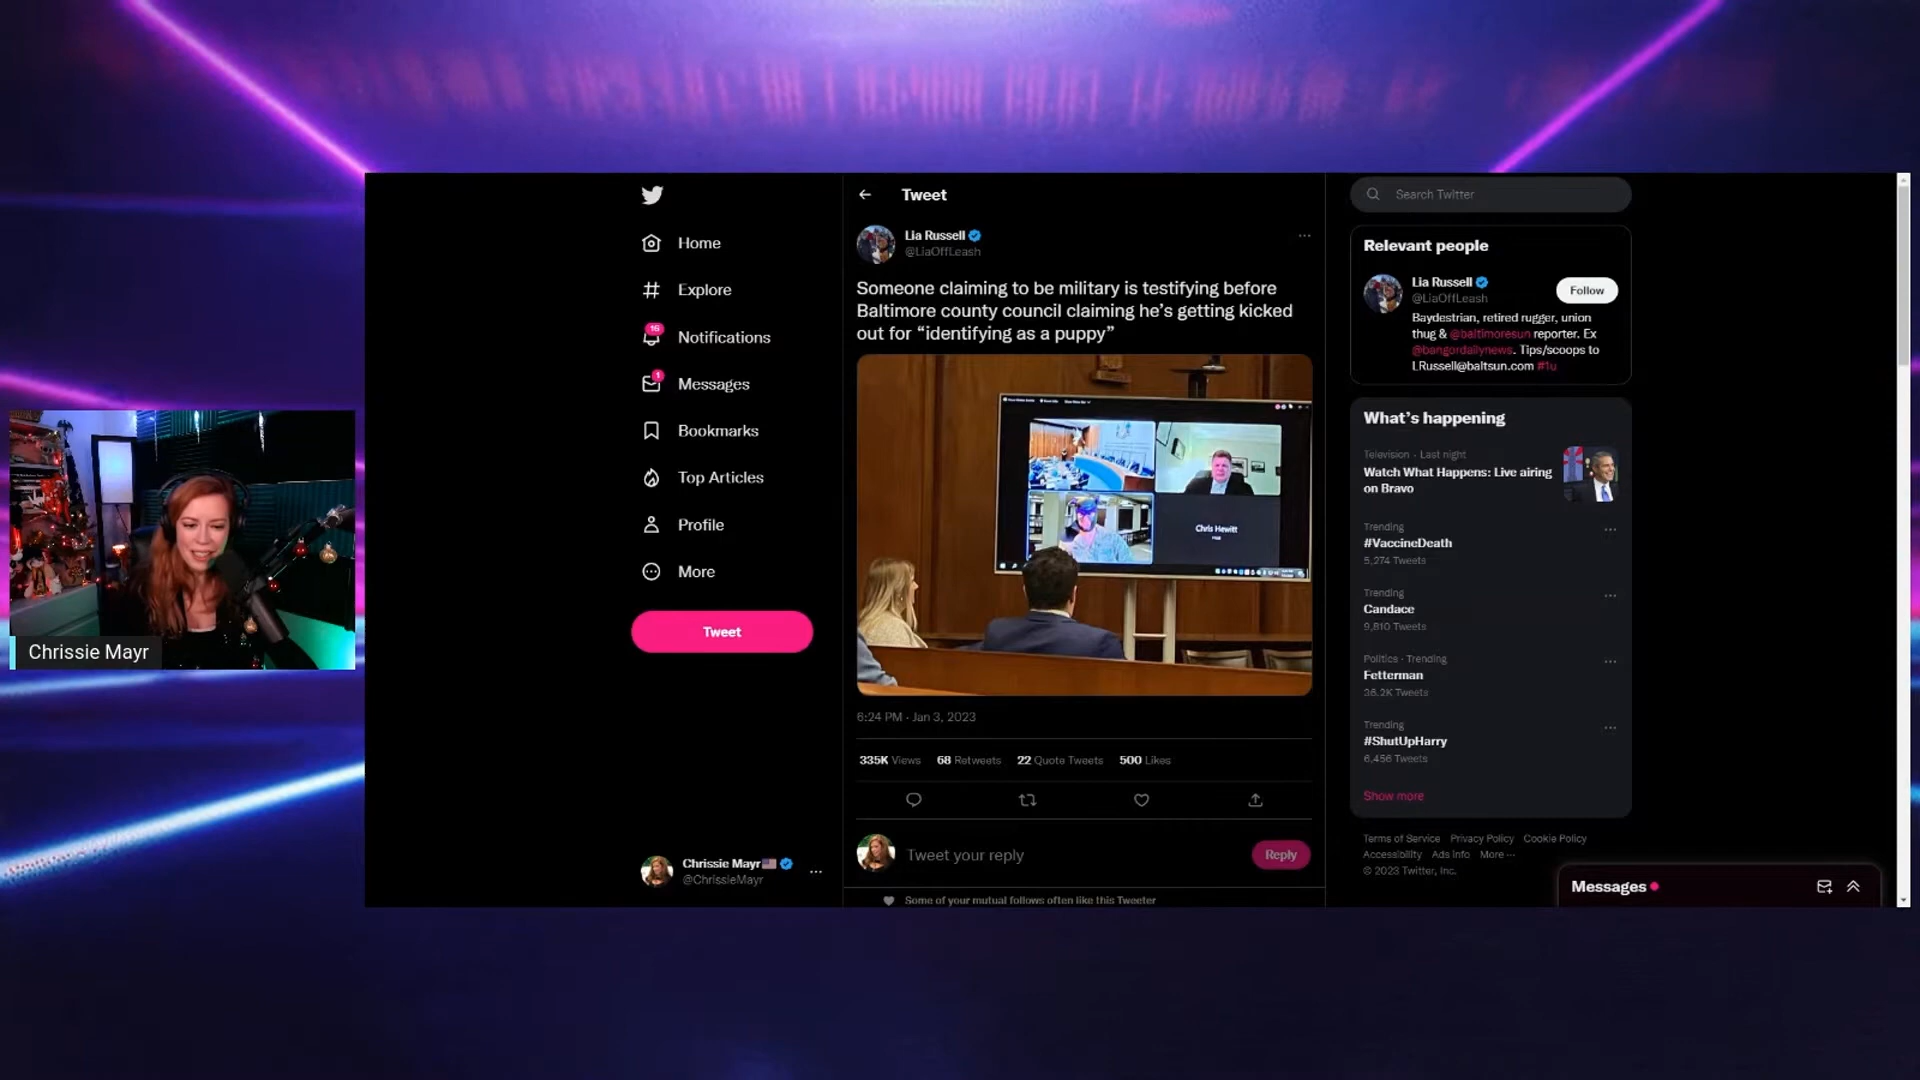 Tweet
Search Twitter
Home
Explore
16
Notifications
1
Messages
Bookmarks
Top Articles
Profile
More
Tweet
Chrissie Mayr
@ChrissieMayr
Lia Russell
@LiaOffLeash
Someone claiming to be military is testifying before
Baltimore county council claiming he's getting kicked
out for “identifying as a puppy”
Chris Hewitt
6:24 PM · Jan 3, 2023
335K Views 68 Retweets 22 Quote Tweets 500 Likes
Tweet your reply
Reply
Some of your mutual follows often like this Tweeter
Relevant people
Lia Russell
@LiaOffLeash
Follow
Baydestrian, retired rugger, union
thug & @baltimoresun reporter. Ex
@bangordailynews. Tips/scoops to
LRussell@baltsun.com #1u
What's happening
Television · Last night
Watch What Happens: Live airing
on Bravo
Trending
#VaccineDeath
5,274 Tweets
Trending
Candace
9,810 Tweets
Politics · Trending
Fetterman
36.2K Tweets
Trending
#ShutUpHarry
6,456 Tweets
Show more
Terms of Service Privacy Policy Cookie Policy
Accessibility Ads info More ···
© 2023 Twitter, Inc.
Messages
Chrissie Mayr